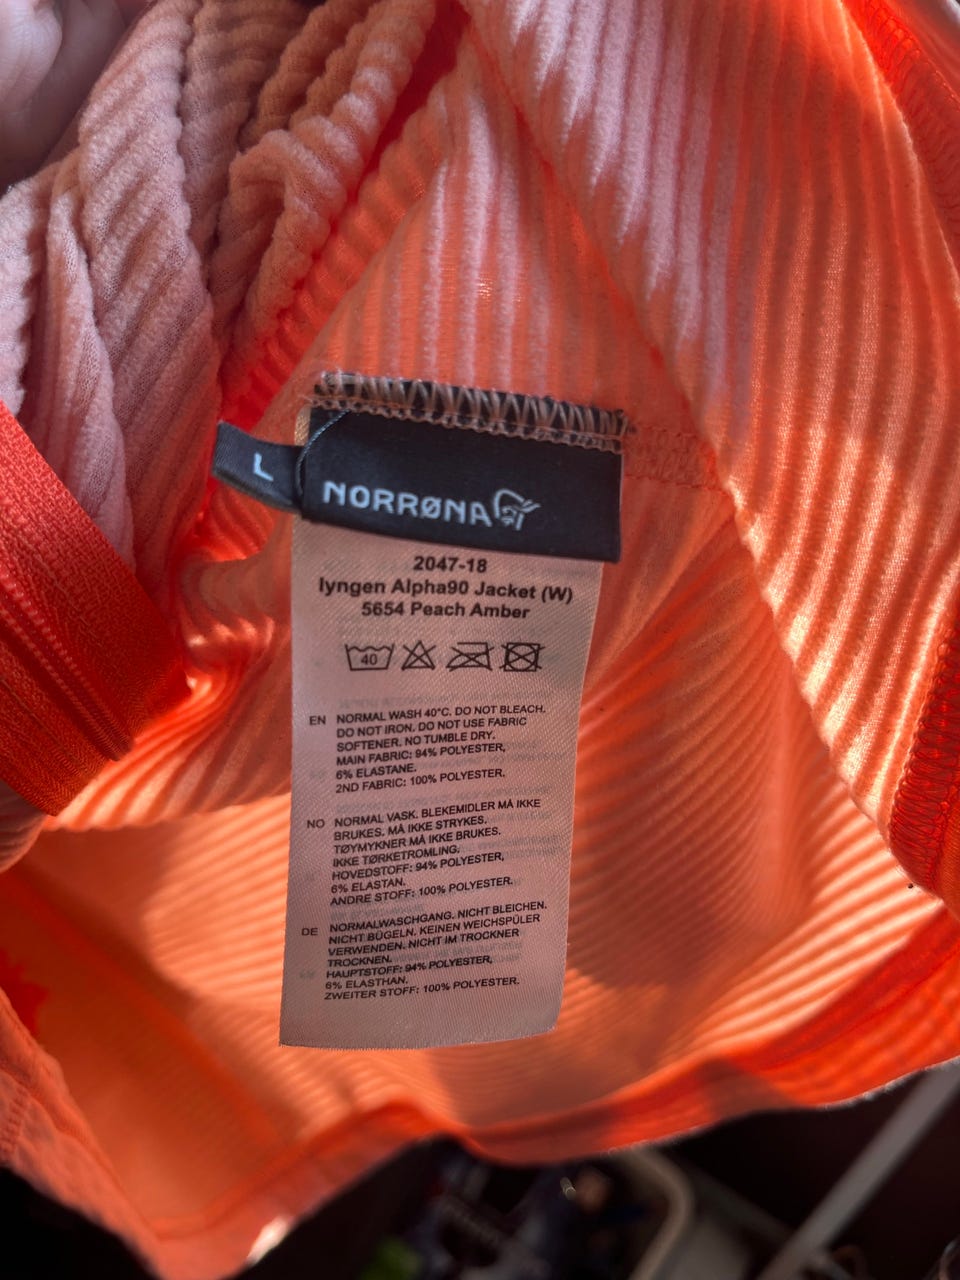 L
NORRØNA
2047-18
lyngen Alpha90 Jacket (W)
5654 Peach Amber
40
EN NORMAL WASH 40°C. DO NOT BLEACH.
DO NOT IRON. DO NOT USE FABRIC
SOFTENER. NO TUMBLE DRY.
MAIN FABRIC: 94% POLYESTER,
6% ELASTANE.
2ND FABRIC: 100% POLYESTER.
NO NORMAL VASK. BLEKEMIDLER MÅ IKKE
BRUKES. MÅ IKKE STRYKES.
TØYMYKNER MÅ IKKE BRUKES.
IKKE TØRKETROMLING.
HOVEDSTOFF: 94% POLYESTER,
6% ELASTAN.
ANDRE STOFF: 100% POLYESTER.
DE NORMALWASCHGANG. NICHT BLEICHEN.
NICHT BÜGELN. KEINEN WEICHSPÜLER
VERWENDEN. NICHT IM TROCKNER
TROCKNEN.
HAUPTSTOFF: 94% POLYESTER,
6% ELASTHAN.
ZWEITER STOFF: 100% POLYESTER.